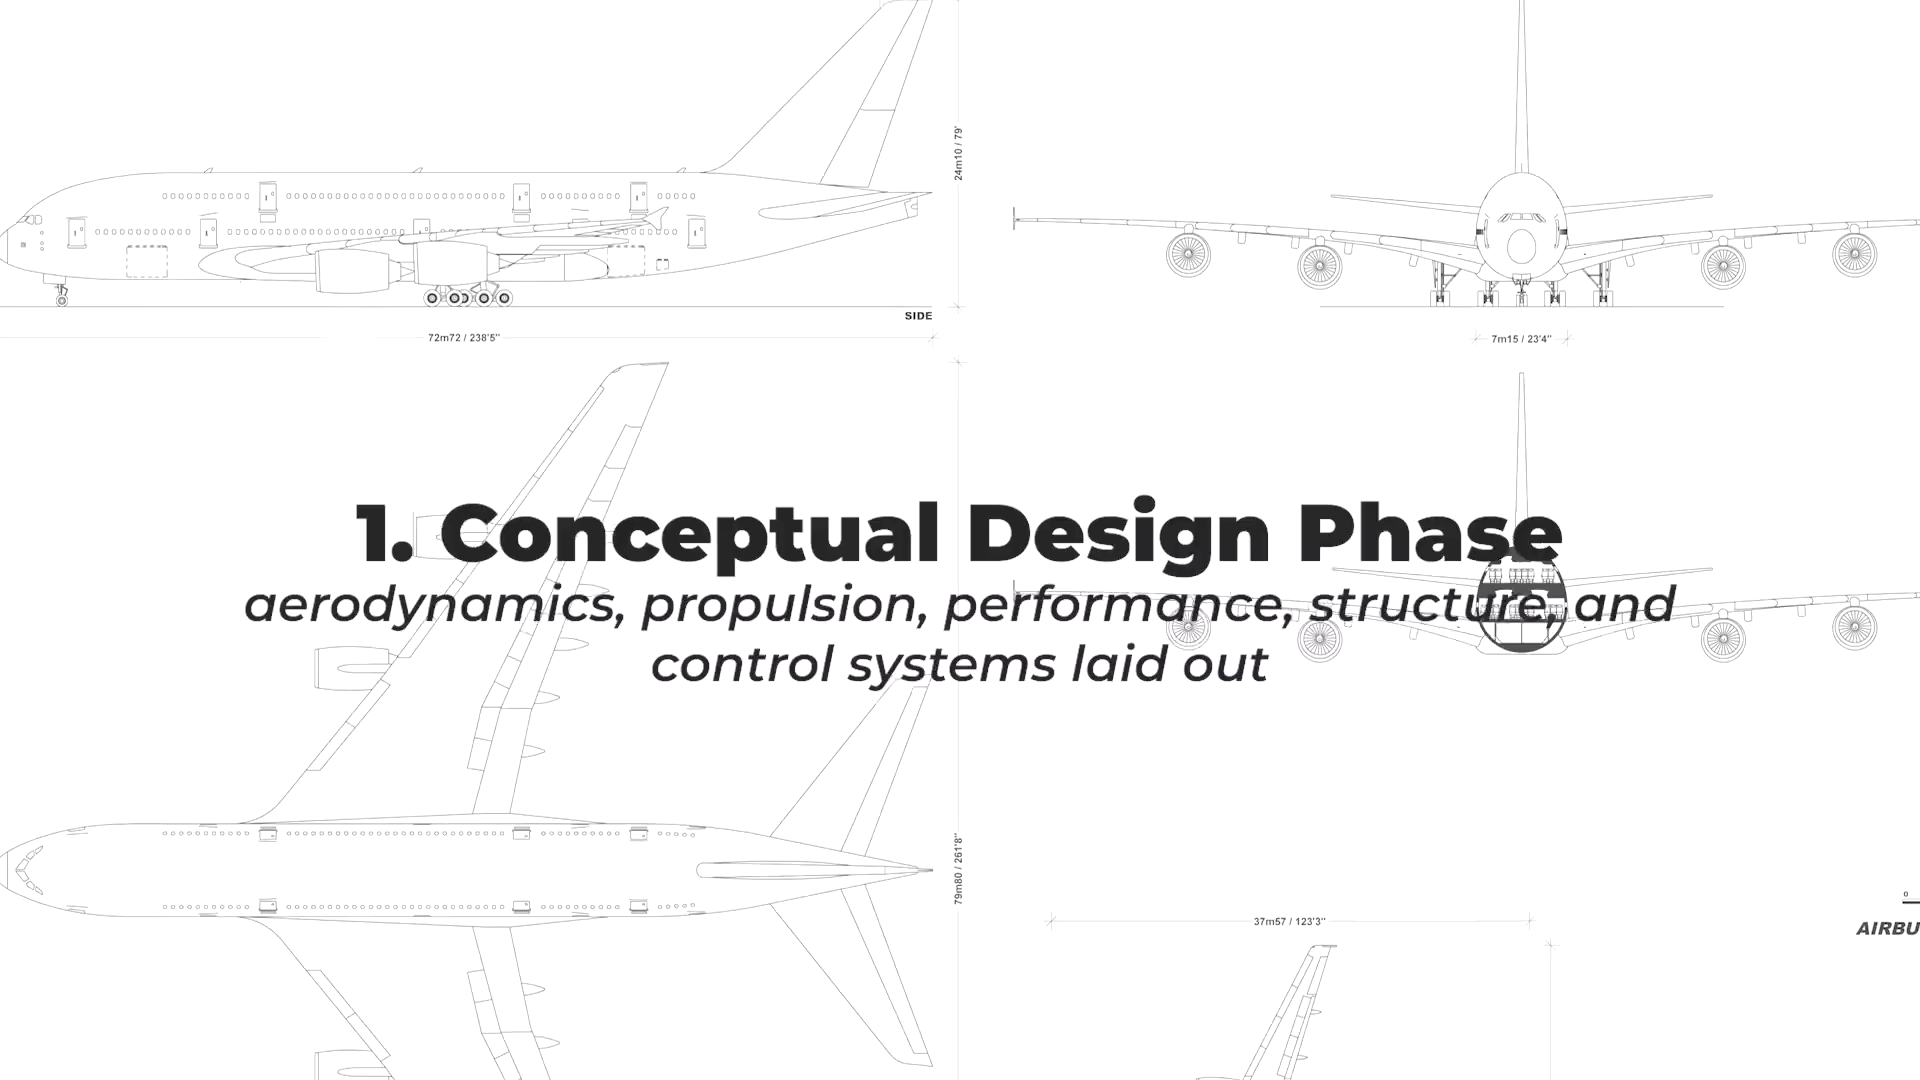 24m10 / 79'
SIDE
72m72 / 238'5''
7m15 / 23'4''
1. Conceptual Design Phase
aerodynamics, propulsion, performance, structure, and
control systems laid out
79m80 / 261'8''
0
37m57 / 123'3''
AIRBU